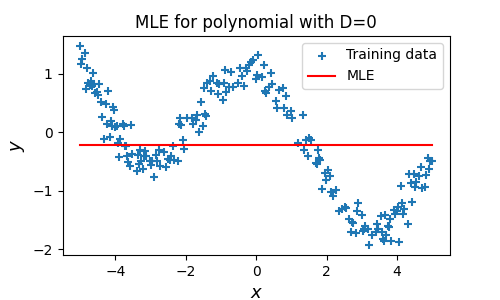 MLE for polynomial with D=0
Training data
MLE
1
0
−1
−2
y
−4
−2
0
2
4
x